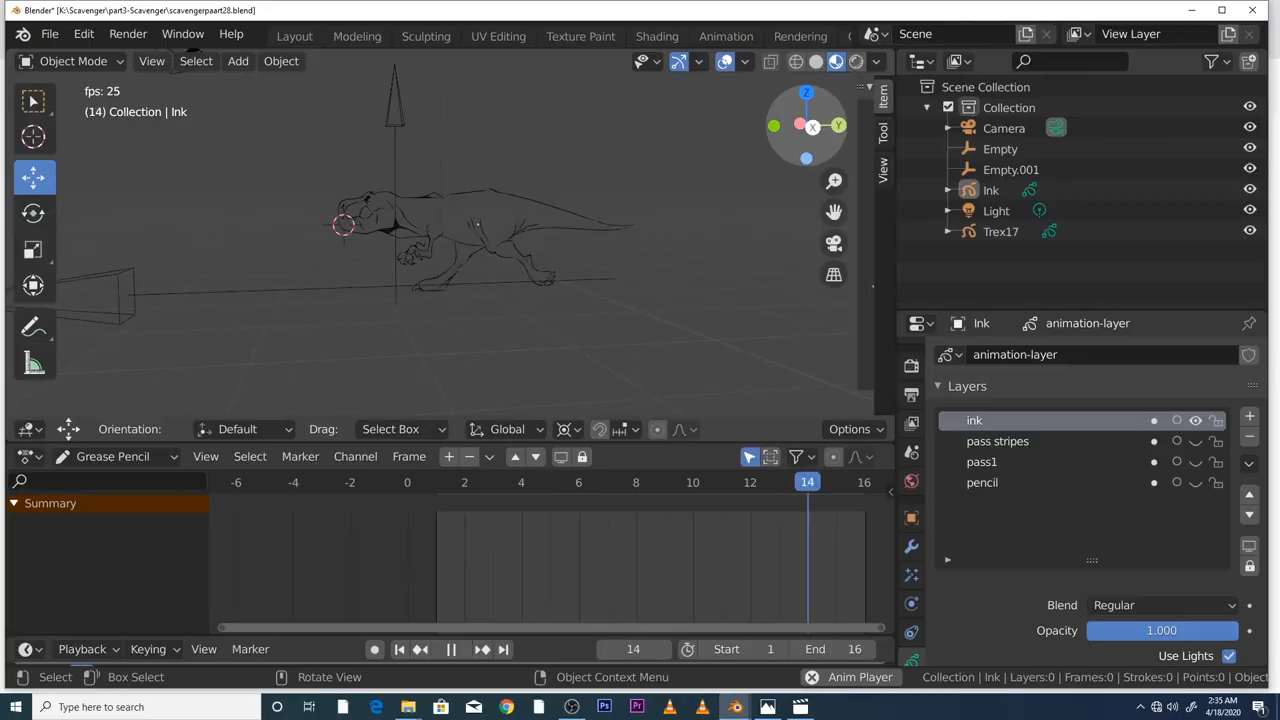 Blender* [K:\Scavenger\part3-Scavenger\scavengerpaart28.blend]
File Edit Render Window Help Layout Modeling Sculpting UV Editing Texture Paint Shading Animation Rendering Scene View Layer
Object Mode View Select Add Object
fps: 25
(14) Collection | Ink
Z
X
Y
Item
Tool
View
Scene Collection
Collection
Camera
Empty
Empty.001
Ink
Light
Trex17
Ink animation-layer
animation-layer
Layers
ink
pass stripes
pass1
pencil
Blend Regular
Opacity 1.000
Use Lights
Orientation: Default Drag: Select Box Global Options
Grease Pencil View Select Marker Channel Frame
-6 -4 -2 0 2 4 6 8 10 12 14 16
Summary
Playback Keying View Marker 14 Start 1 End 16
Select Box Select Rotate View Object Context Menu Anim Player Collection | Ink | Layers:0 | Frames:0 | Strokes:0 | Points:0 | Object
Type here to search
2:35 AM
4/18/2020